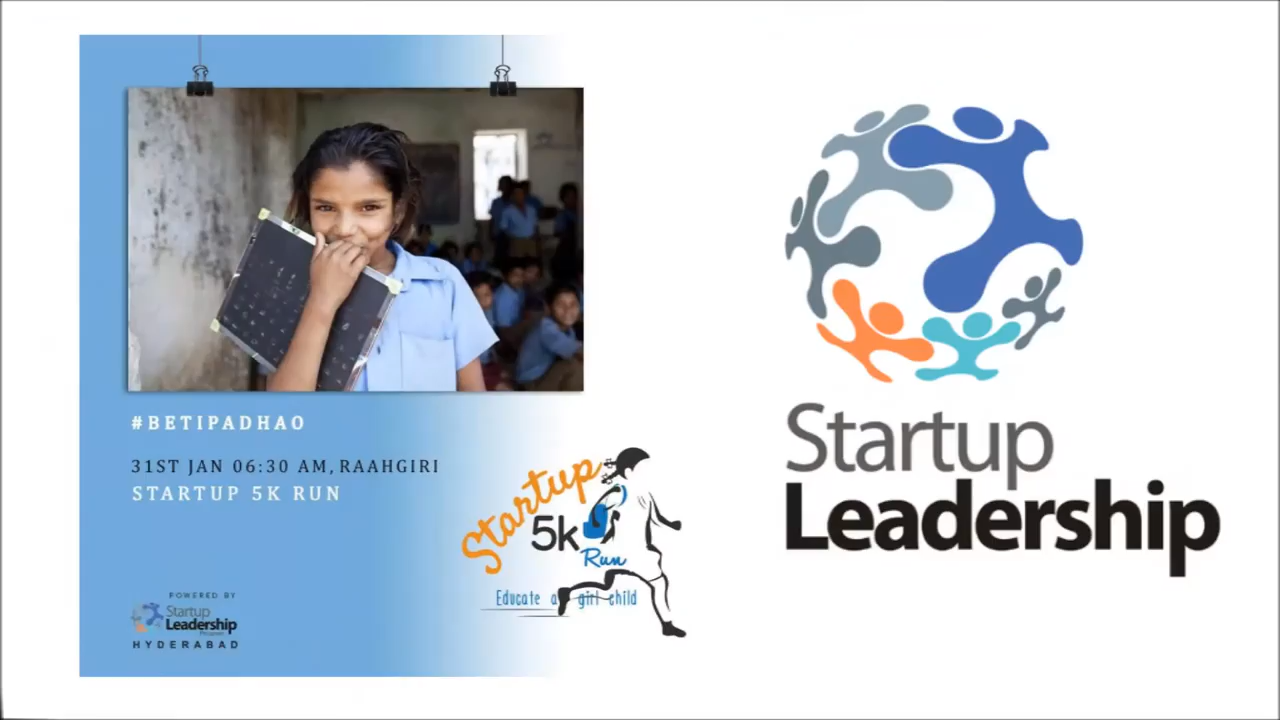 #BETIPADHAO
31ST JAN 06:30 AM, RAAHGIRI
STARTUP 5K RUN
Startup
5k
Run
Educate a girl child
POWERED BY
Startup
Leadership
Program
HYDERABAD
Startup
Leadership